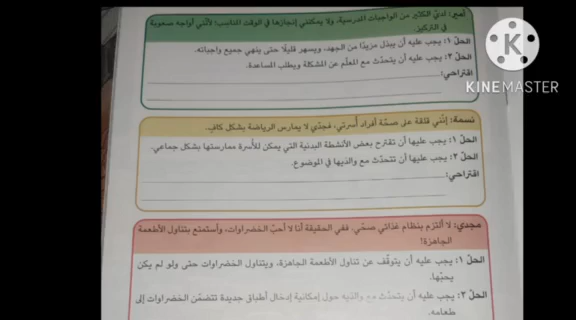 أمير: لديّ الكثير من الواجبات المدرسية، ولا يمكنني إنجازها في الوقت المناسب؛ لأنني أواجه صعوبة
في التركيز.
الحلّ ١: يجب عليه أن يبذل مزيدًا من الجهد، ويسهر قليلًا حتى ينهي جميع واجباته.
الحلّ ٢: يجب عليه أن يتحدّث مع المعلّم عن المشكلة ويطلب المساعدة.
اقتراحي:
نسمة: إنّني قلقة على صحّة أفراد أسرتي، فجدّي لا يمارس الرياضة بشكل كافٍ.
الحلّ ١: يجب عليها أن تقترح بعض الأنشطة البدنية التي يمكن للأسرة ممارستها بشكل جماعي.
الحلّ ٢: يجب عليها أن تتحدّث مع والديها في الموضوع.
اقتراحي:
مجدي: لا ألتزم بنظام غذائي صحّي. ففي الحقيقة أنا لا أحبّ الخضراوات، وأستمتع بتناول الأطعمة
الجاهزة!
الحلّ ١: يجب عليه أن يتوقّف عن تناول الأطعمة الجاهزة، ويتناول الخضراوات حتى ولو لم يكن
يحبّها.
الحلّ ٢: يجب عليه أن يتحدّث مع والديه حول إمكانية إدخال أطباق جديدة تتضمّن الخضراوات إلى
طعامه.
K
KINEMASTER